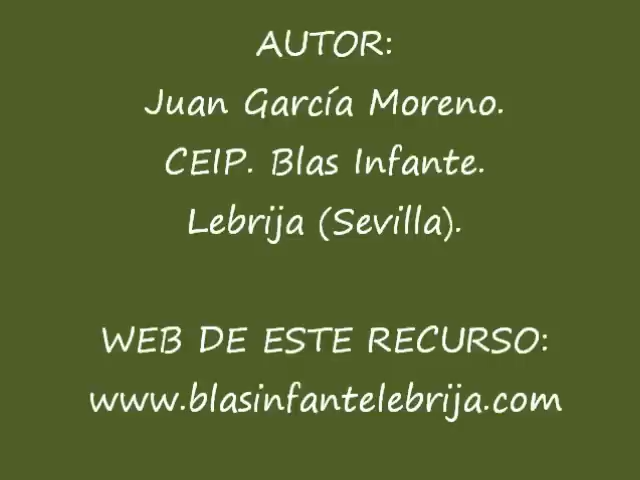 AUTOR:
Juan García Moreno.
CEIP. Blas Infante.
Lebrija (Sevilla).
WEB DE ESTE RECURSO:
www.blasinfantelebrija.com